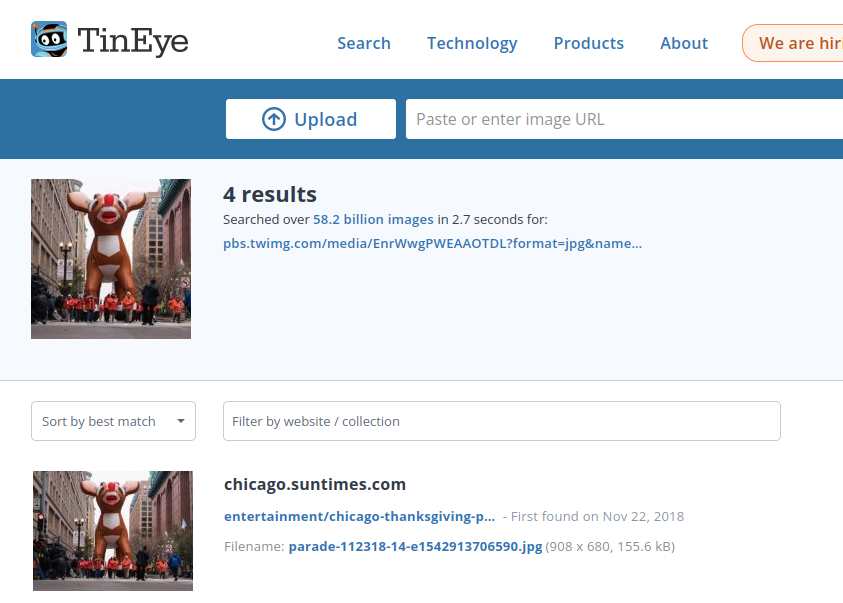 TinEye
Search Technology Products About We are hiri
Upload
Paste or enter image URL
4 results
Searched over 58.2 billion images in 2.7 seconds for:
pbs.twimg.com/media/EnrWwgPWEAAOTDL?format=jpg&name...
Sort by best match
Filter by website / collection
chicago.suntimes.com
entertainment/chicago-thanksgiving-p... - First found on Nov 22, 2018
Filename: parade-112318-14-e1542913706590.jpg (908 x 680, 155.6 kB)